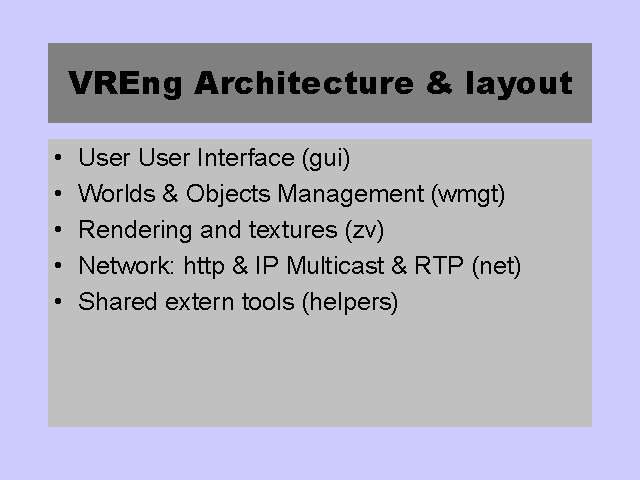 VREng Architecture & layout
• User User Interface (gui)
• Worlds & Objects Management (wmgt)
• Rendering and textures (zv)
• Network: http & IP Multicast & RTP (net)
• Shared extern tools (helpers)